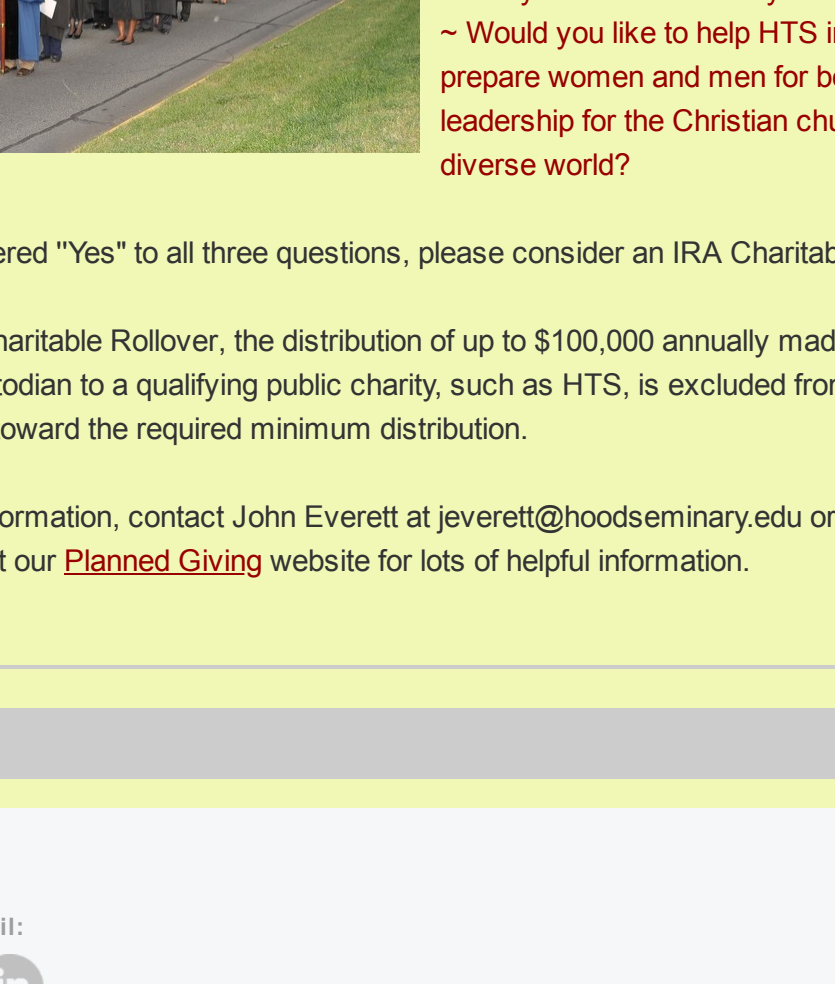 ~ Would you like to help HTS
prepare women and men for
leadership for the Christian
diverse world?
ered "Yes" to all three questions, please consider an IRA Charitab
haritable Rollover, the distribution of up to $100,000 annually mad
todian to a qualifying public charity, such as HTS, is excluded from
toward the required minimum distribution.
ormation, contact John Everett at jeverett@hoodseminary.edu or
t our Planned Giving website for lots of helpful information.
il:
in